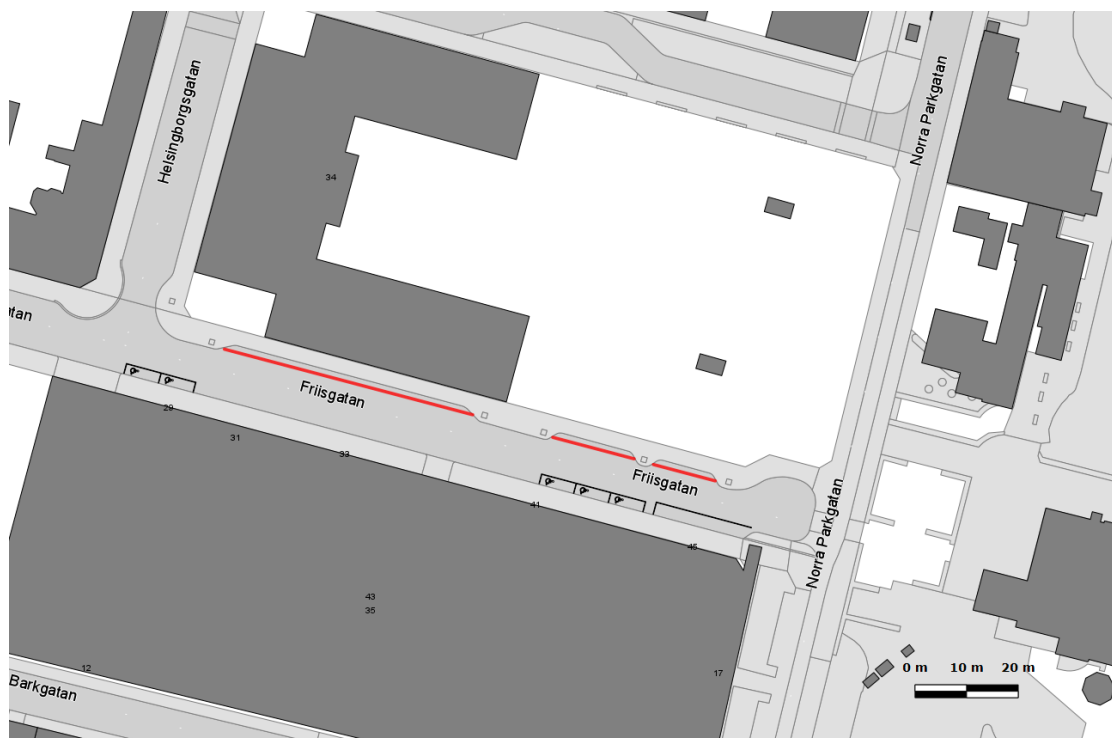 Helsingborgsgatan
Norra Parkgatan
34
atan
Friisgatan
29
31
33
Friisgatan
41
45
Norra Parkgatan
43
35
12
17
0 m 10 m 20 m
Barkgatan